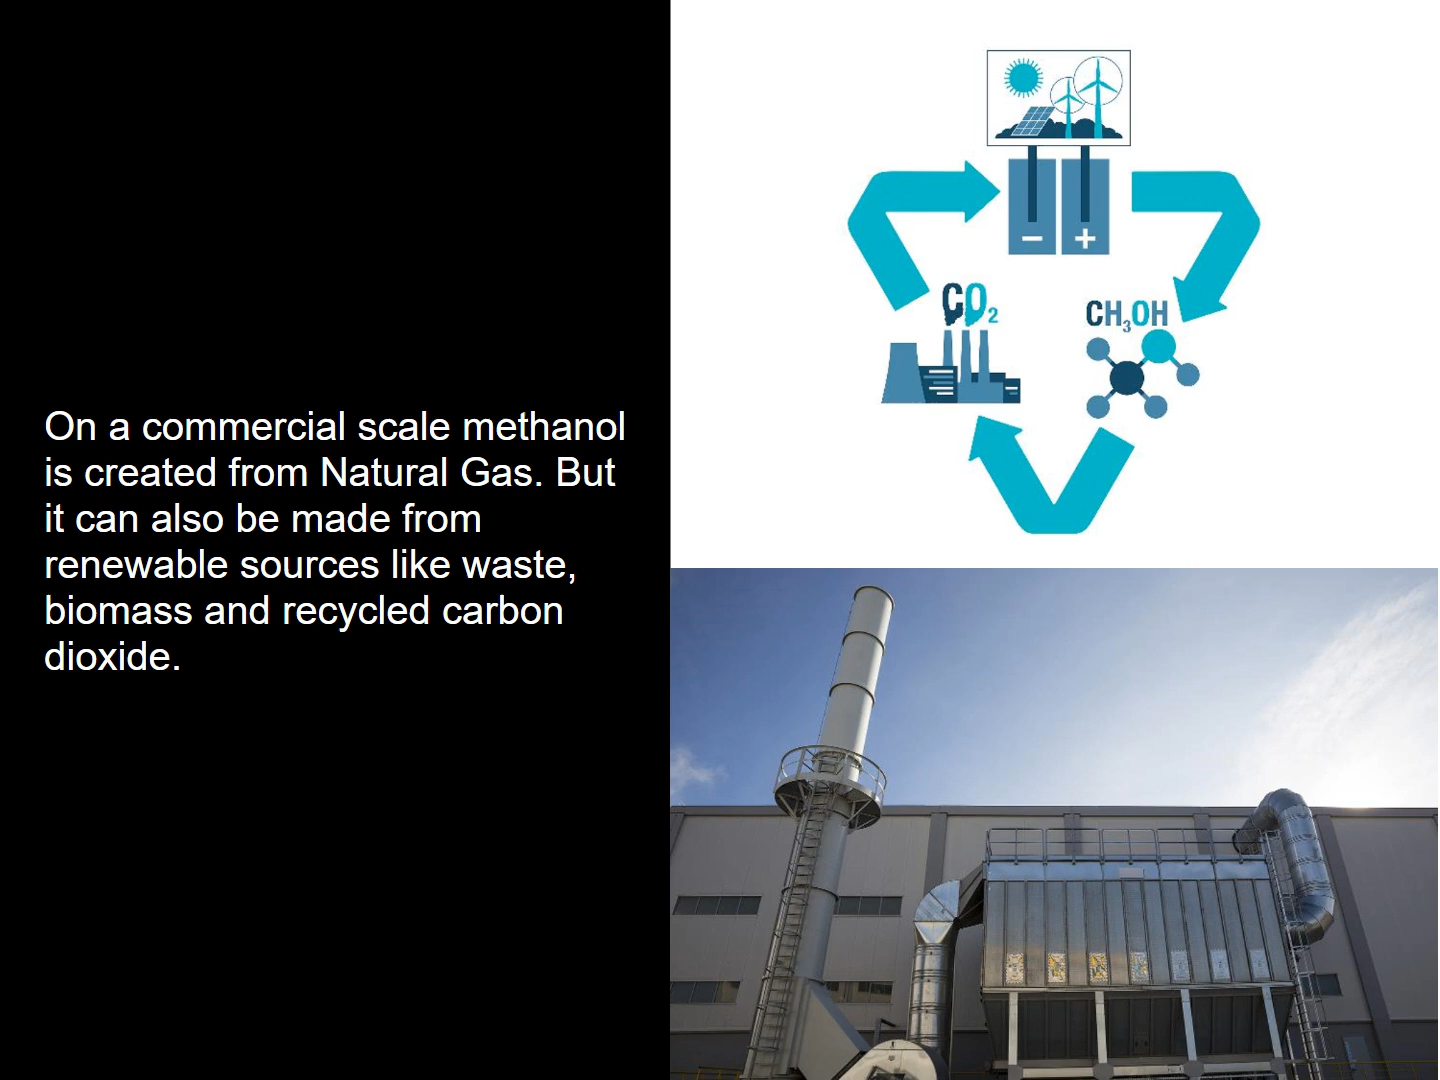 On a commercial scale methanol
is created from Natural Gas. But
it can also be made from
renewable sources like waste,
biomass and recycled carbon
dioxide.
− +
CO₂
CH₃OH